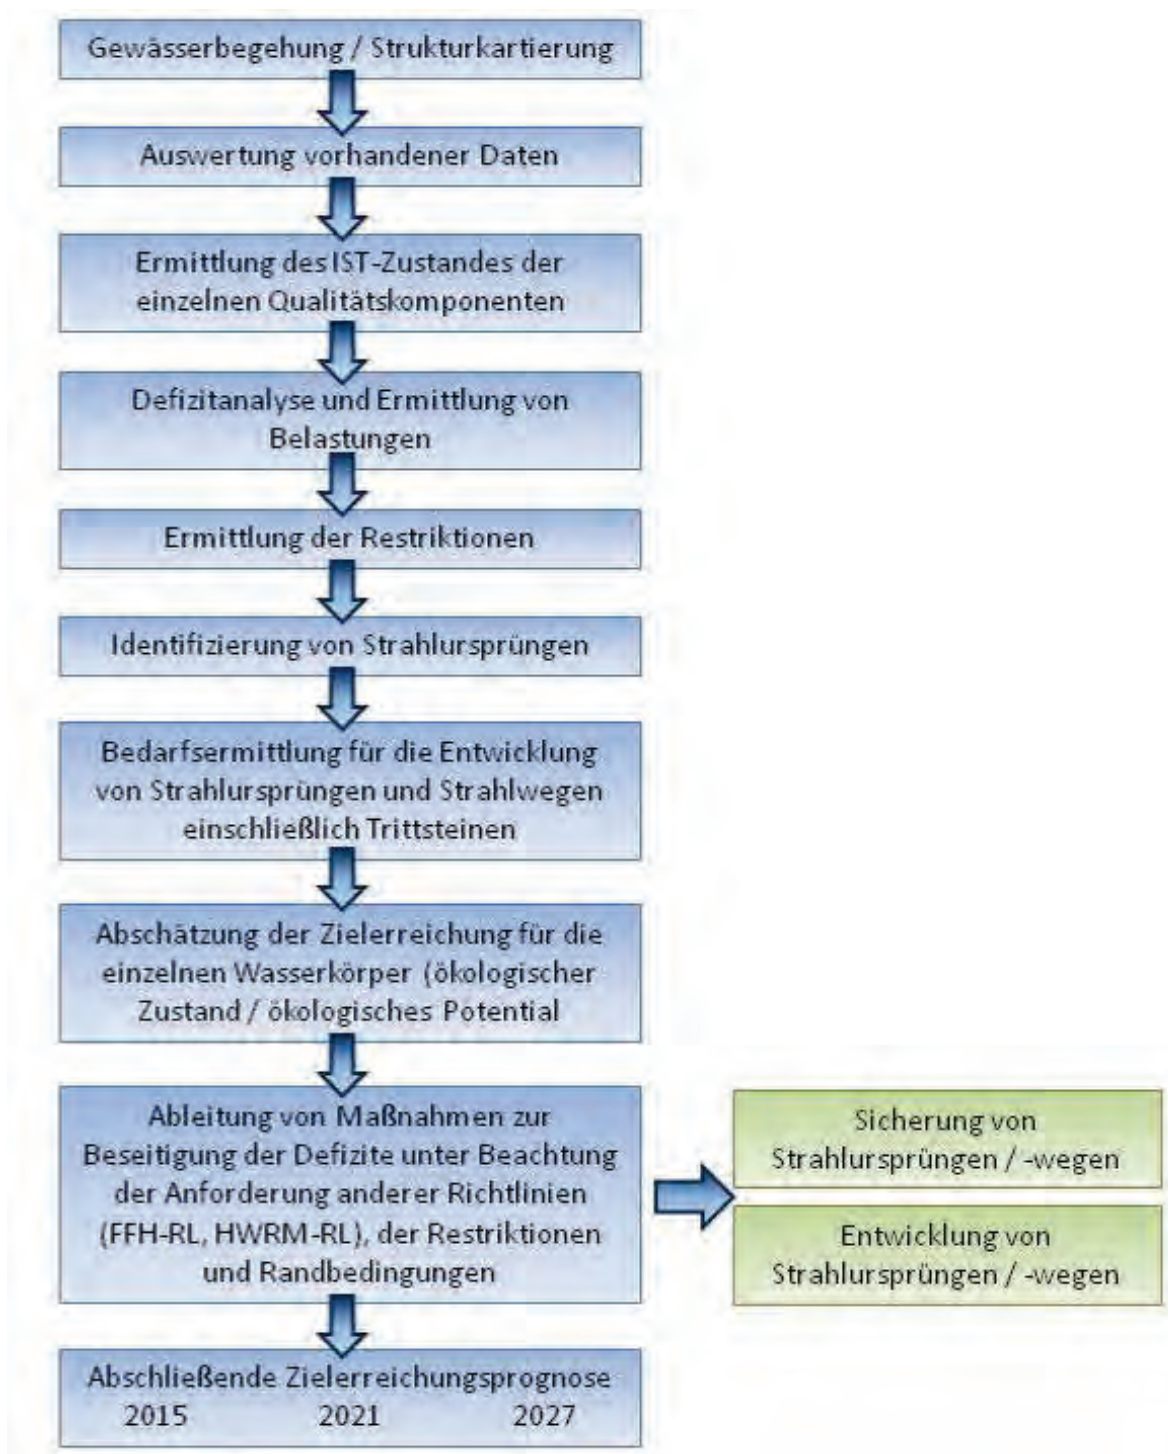 Gewässerbegehung / Strukturkartierung
Auswertung vorhandener Daten
Ermittlung des IST-Zustandes der
einzelnen Qualitätskomponenten
Defizitanalyse und Ermittlung von
Belastungen
Ermittlung der Restriktionen
Identifizierung von Strahlursprüngen
Bedarfsermittlung für die Entwicklung
von Strahlursprüngen und Strahlwegen
einschließlich Trittsteinen
Abschätzung der Zielerreichung für die
einzelnen Wasserkörper (ökologischer
Zustand / ökologisches Potential
Ableitung von Maßnahmen zur
Beseitigung der Defizite unter Beachtung
der Anforderung anderer Richtlinien
(FFH-RL, HWRM-RL), der Restriktionen
und Randbedingungen
Sicherung von
Strahlursprüngen / -wegen
Entwicklung von
Strahlursprüngen / -wegen
Abschließende Zielerreichungsprognose
2015 2021 2027